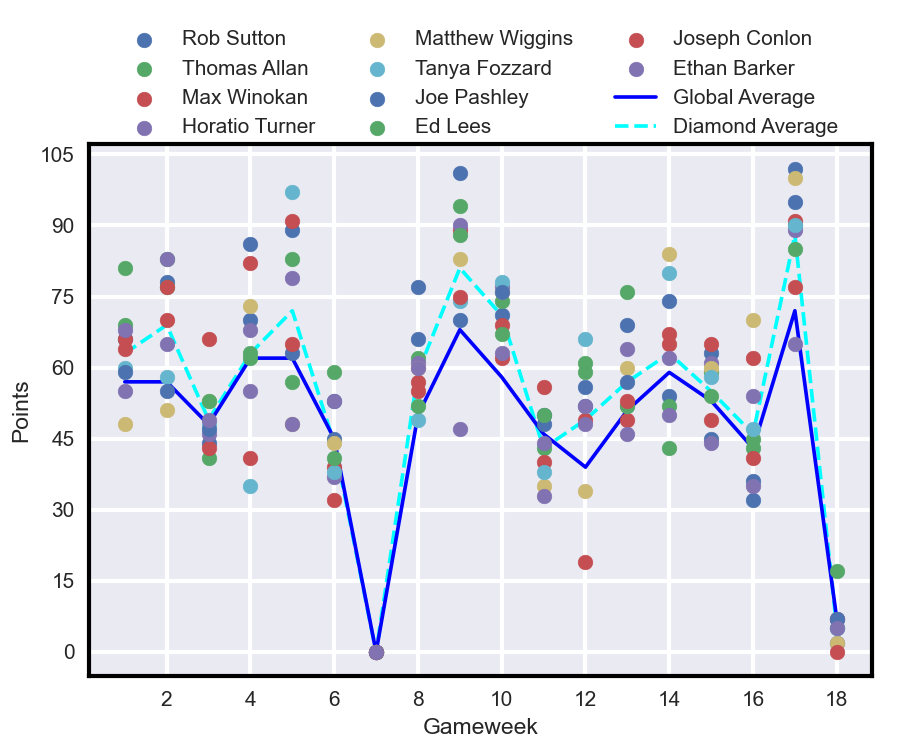 Rob Sutton
Thomas Allan
Max Winokan
Horatio Turner
Matthew Wiggins
Tanya Fozzard
Joe Pashley
Ed Lees
Joseph Conlon
Ethan Barker
Global Average
Diamond Average
105
90
75
60
45
30
15
0
Points
2 4 6 8 10 12 14 16 18
Gameweek